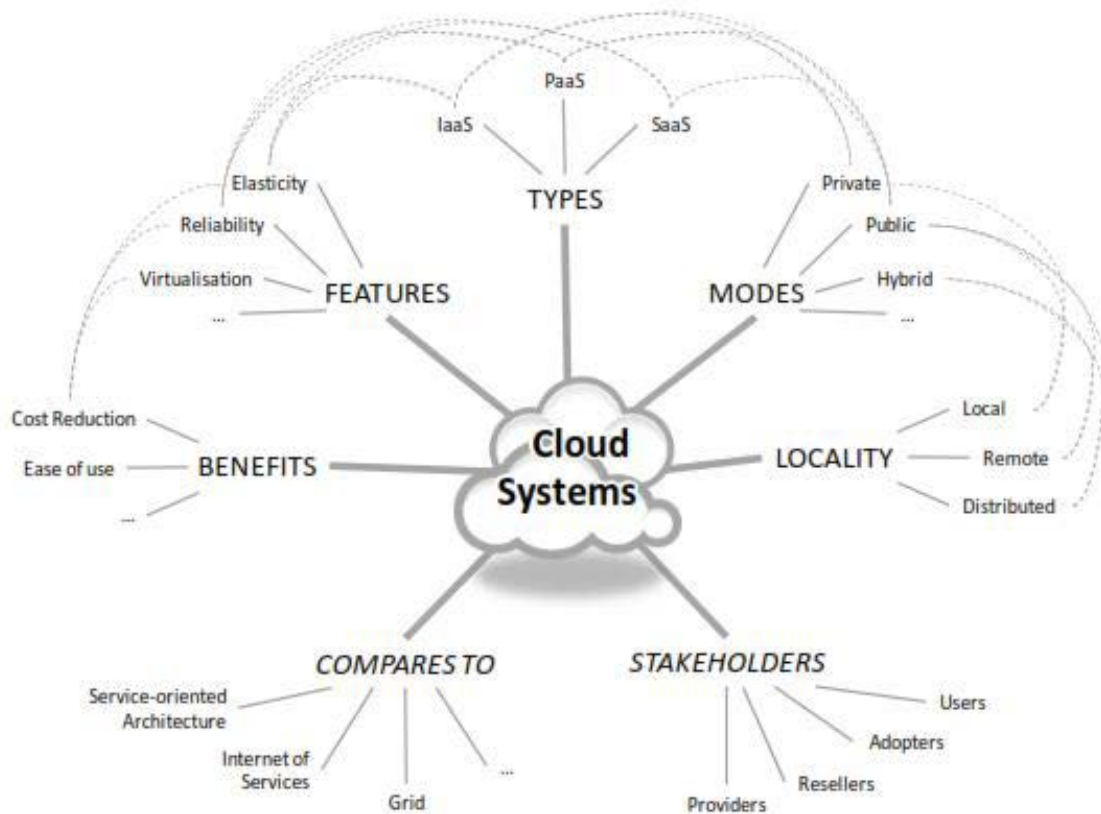 PaaS
IaaS
SaaS
TYPES
Elasticity
Reliability
Virtualisation
...
FEATURES
Private
Public
Hybrid
...
MODES
Cost Reduction
Ease of use
...
BENEFITS
Cloud
Systems
LOCALITY
Local
Remote
Distributed
COMPARES TO
Service-oriented
Architecture
Internet of
Services
Grid
...
STAKEHOLDERS
Users
Adopters
Resellers
Providers